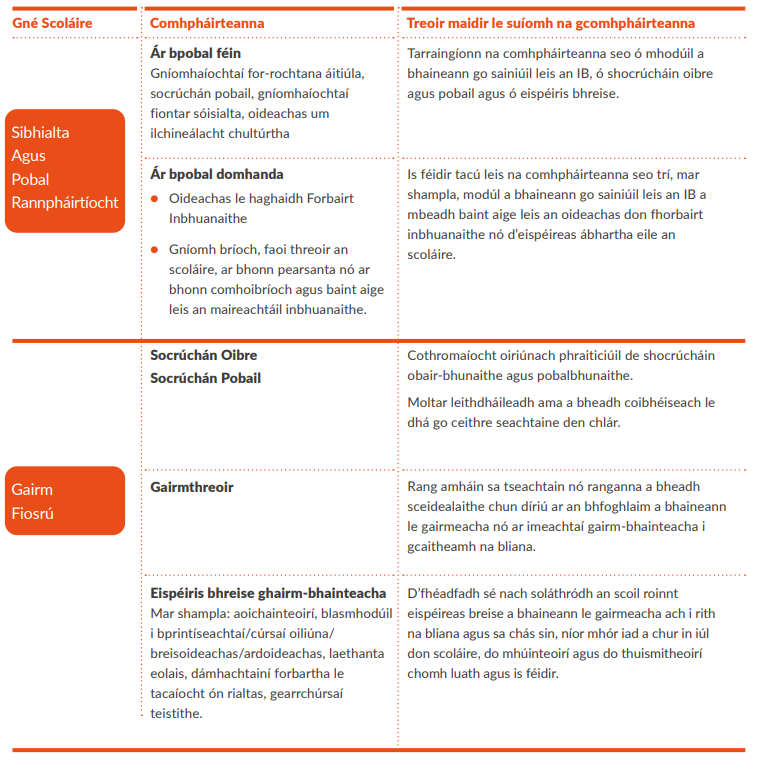 Gné Scoláire
Comhpháirteanna
Treoir maidir le suíomh na gcomhpháirteanna
Sibhialta
Agus
Pobal
Rannpháirtíocht
Ár bpobal féin
Gníomhaíochtaí for-rochtana áitiúla,
socrúchán pobail, gníomhaíochtaí
fiontar sóisialta, oideachas um
ilchineálacht chultúrtha
Tarraingíonn na comhpháirteanna seo ó mhodúil a
bhaineann go sainiúil leis an IB, ó shocrúcháin oibre
agus pobail agus ó eispéiris bhreise.
Ár bpobal domhanda
● Oideachas le haghaidh Forbairt
Inbhuanaithe
● Gníomh bríoch, faoi threoir an
scoláire, ar bhonn pearsanta nó ar
bhonn comhoibríoch agus baint aige
leis an maireachtáil inbhuanaithe.
Is féidir tacú leis na comhpháirteanna seo trí, mar
shampla, modúl a bhaineann go sainiúil leis an IB a
mbeadh baint aige leis an oideachas don fhorbairt
inbhuanaithe nó d'eispéireas ábhartha eile an
scoláire.
Gairm
Fiosrú
Socrúchán Oibre
Socrúchán Pobail
Cothromaíocht oiriúnach phraiticiúil de shocrúcháin
obair-bhunaithe agus pobalbhunaithe.
Moltar leithdháileadh ama a bheadh coibhéiseach le
dhá go ceithre seachtaine den chlár.
Gairmthreoir
Rang amháin sa tseachtain nó ranganna a bheadh
sceidealaithe chun díriú ar an bhfoghlaim a bhaineann
le gairmeacha nó ar imeachtaí gairm-bhainteacha i
gcaitheamh na bliana.
Eispéiris bhreise ghairm-bhainteacha
Mar shampla: aoichainteoirí, blasmhodúil
i bprintíseachtaí/cúrsaí oiliúna/
breisoideachas/ardoideachas, laethanta
eolais, dámhachtainí forbartha le
tacaíocht ón rialtas, gearrchúrsaí
teistithe.
D'fhéadfadh sé nach soláthródh an scoil roinnt
eispéireas breise a bhaineann le gairmeacha ach i rith
na bliana agus sa chás sin, níor mhór iad a chur in iúl
don scoláire, do mhúinteoirí agus do thuismitheoirí
chomh luath agus is féidir.